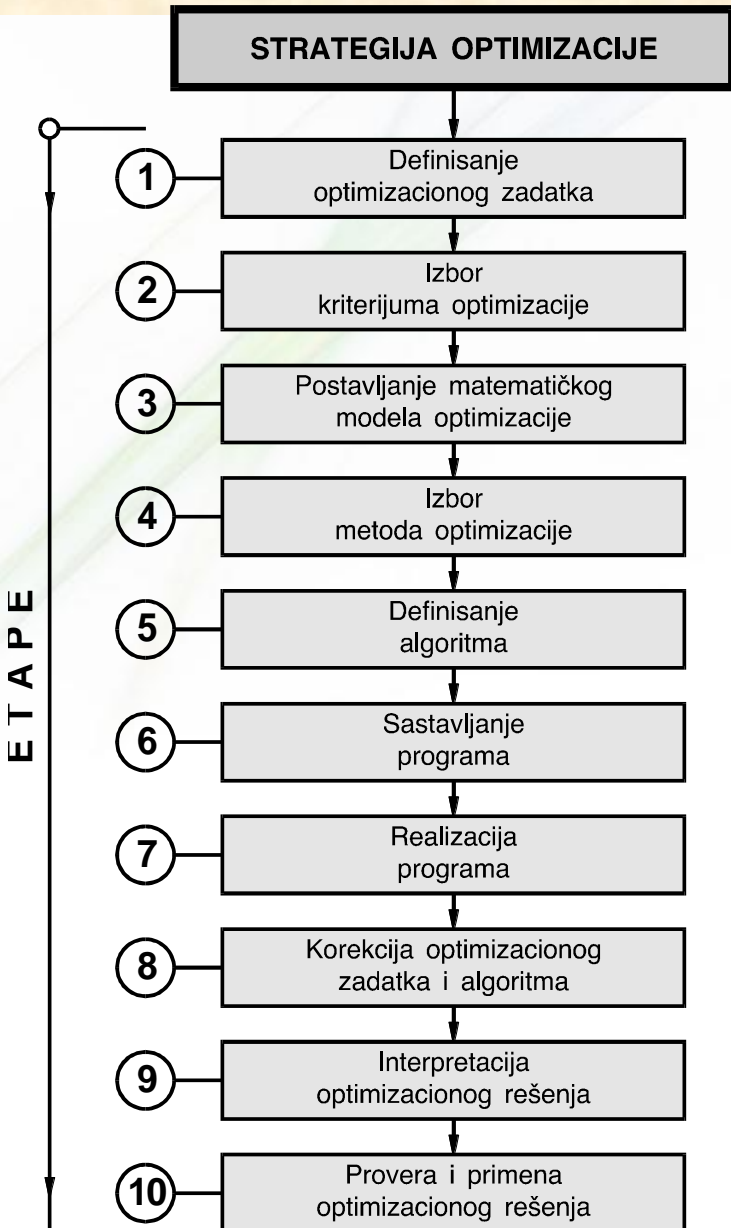 STRATEGIJA OPTIMIZACIJE
ETAPE
1
Definisanje
optimizacionog zadatka
2
Izbor
kriterijuma optimizacije
3
Postavljanje matematičkog
modela optimizacije
4
Izbor
metoda optimizacije
5
Definisanje
algoritma
6
Sastavljanje
programa
7
Realizacija
programa
8
Korekcija optimizacionog
zadatka i algoritma
9
Interpretacija
optimizacionog rešenja
10
Provera i primena
optimizacionog rešenja